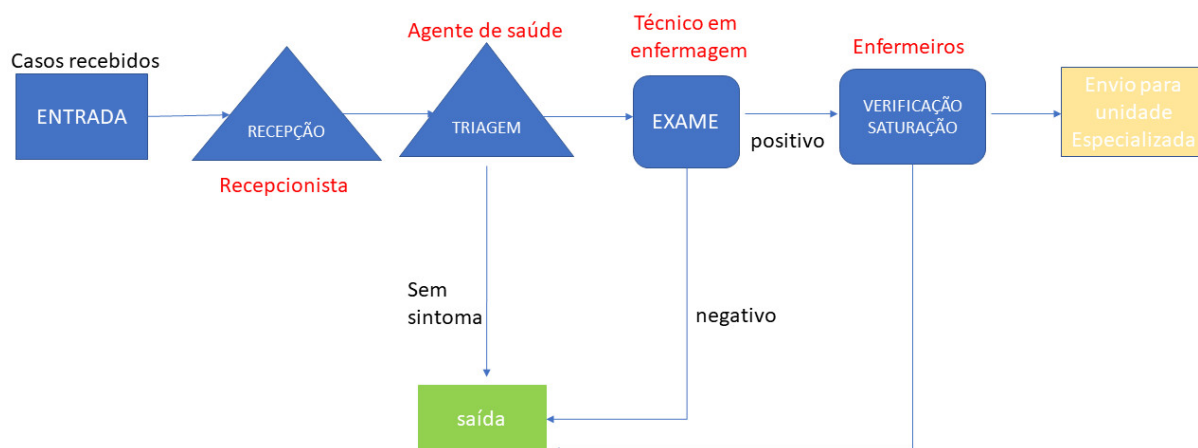 Casos recebidos
ENTRADA
RECEPÇÃO
Recepcionista
Agente de saúde
TRIAGEM
Técnico em
enfermagem
EXAME
positivo
Enfermeiros
VERIFICAÇÃO
SATURAÇÃO
Envio para
unidade
Especializada
Sem
sintoma
negativo
saída